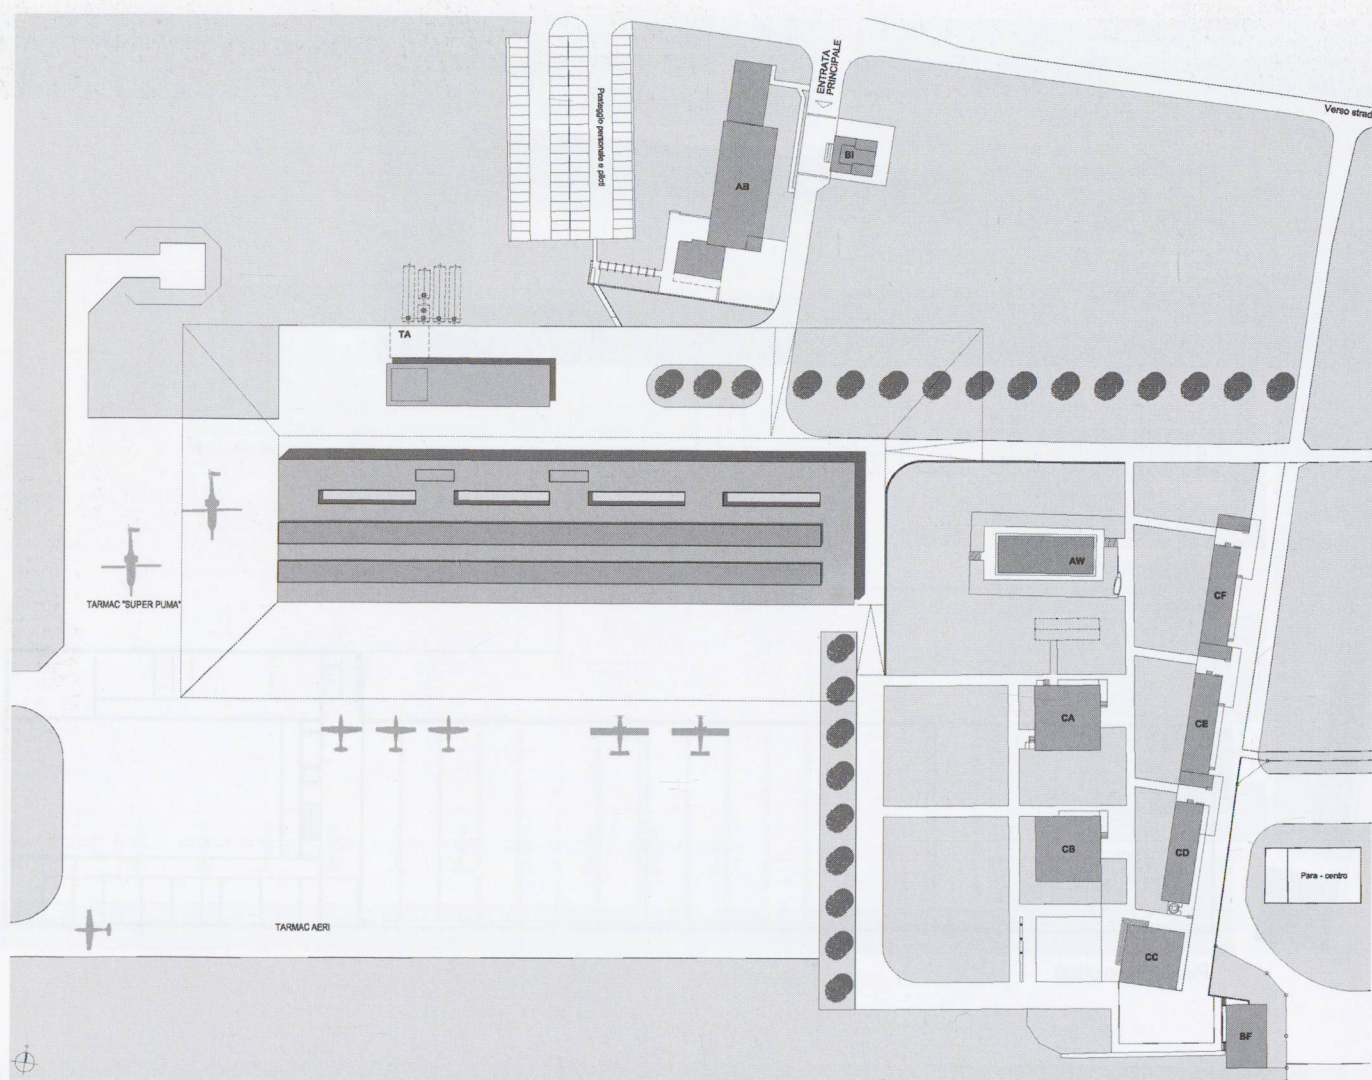 ENTRATA
PRINCIPALE
Verso strad
Posteggio personale e piloti
BI
AB
TA
AW
TARMAC "SUPER PUMA"
CF
CA
CE
CB
CD
Para - centro
TARMAC AERI
CC
BF